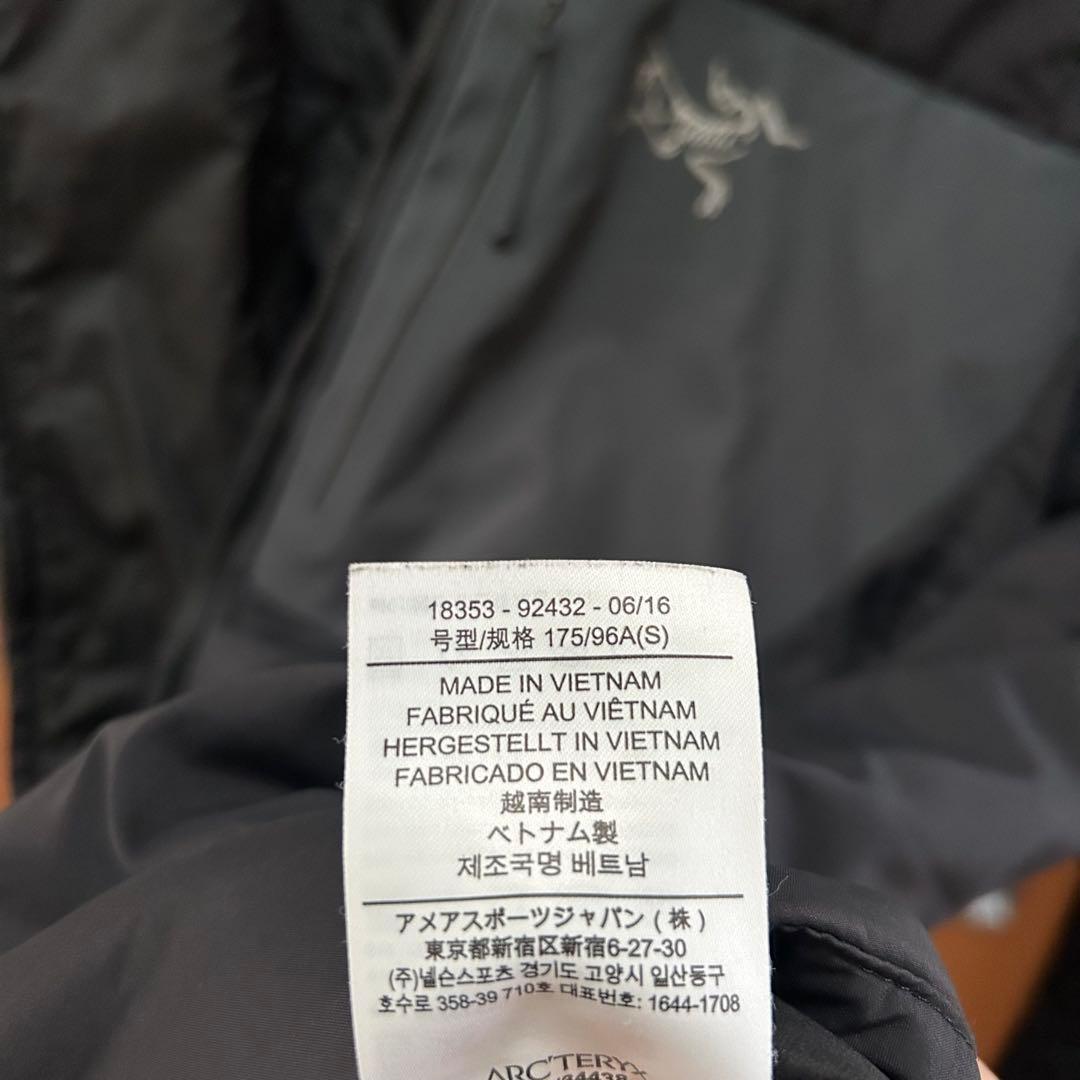 18353 - 92432 - 06/16
号型/规格 175/96A(S)
MADE IN VIETNAM
FABRIQUÉ AU VIÊTNAM
HERGESTELLT IN VIETNAM
FABRICADO EN VIETNAM
越南制造
ベトナム製
제조국명 베트남
アメアスポーツジャパン(株)
東京都新宿区新宿6-27-30
(주)넬슨스포츠 경기도 고양시 일산동구
호수로 358-39 710호 대표번호: 1644-1708
ARC'TERYX